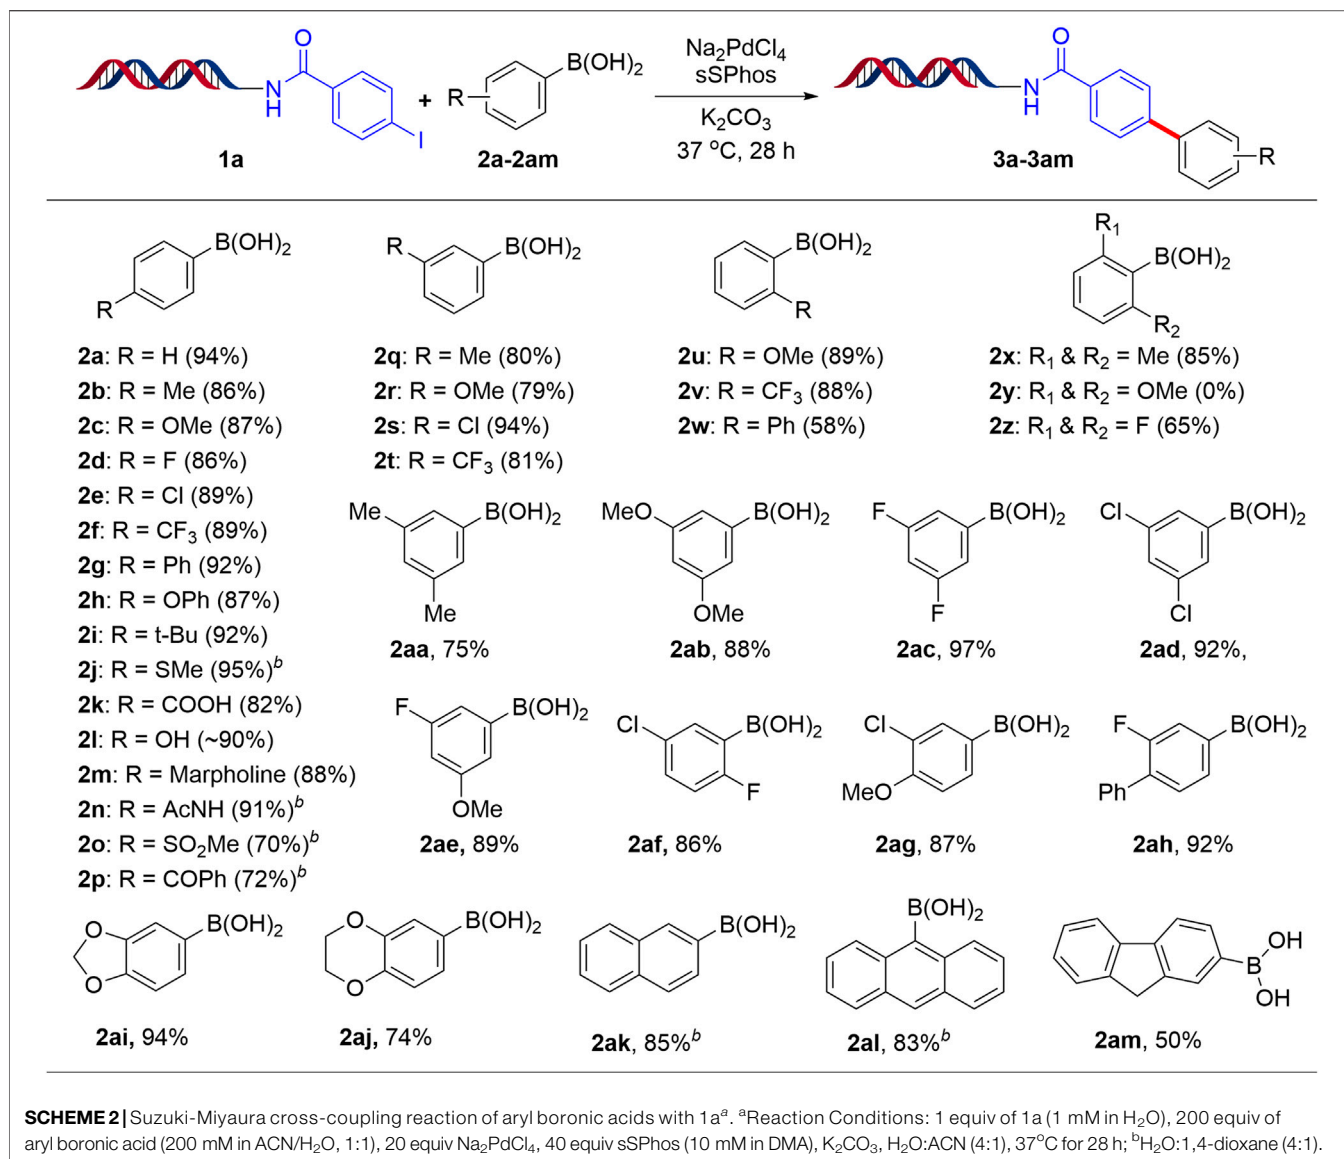 O
N
H
I
1a
+
R
B(OH)₂
2a-2am
Na₂PdCl₄
sSPhos
K₂CO₃
37 °C, 28 h
O
N
H
R
3a-3am
B(OH)₂
R
2a: R = H (94%)
2b: R = Me (86%)
2c: R = OMe (87%)
2d: R = F (86%)
2e: R = Cl (89%)
2f: R = CF₃ (89%)
2g: R = Ph (92%)
2h: R = OPh (87%)
2i: R = t-Bu (92%)
2j: R = SMe (95%)ᵇ
2k: R = COOH (82%)
2l: R = OH (~90%)
2m: R = Marpholine (88%)
2n: R = AcNH (91%)ᵇ
2o: R = SO₂Me (70%)ᵇ
2p: R = COPh (72%)ᵇ
R
B(OH)₂
2q: R = Me (80%)
2r: R = OMe (79%)
2s: R = Cl (94%)
2t: R = CF₃ (81%)
B(OH)₂
R
2u: R = OMe (89%)
2v: R = CF₃ (88%)
2w: R = Ph (58%)
R₁
B(OH)₂
R₂
2x: R₁ & R₂ = Me (85%)
2y: R₁ & R₂ = OMe (0%)
2z: R₁ & R₂ = F (65%)
Me
B(OH)₂
Me
2aa, 75%
MeO
B(OH)₂
OMe
2ab, 88%
F
B(OH)₂
F
2ac, 97%
Cl
B(OH)₂
Cl
2ad, 92%,
F
B(OH)₂
OMe
2ae, 89%
Cl
B(OH)₂
F
2af, 86%
Cl
B(OH)₂
MeO
2ag, 87%
F
B(OH)₂
Ph
2ah, 92%
O
B(OH)₂
O
2ai, 94%
O
B(OH)₂
O
2aj, 74%
B(OH)₂
2ak, 85%ᵇ
B(OH)₂
2al, 83%ᵇ
OH
B
OH
2am, 50%
SCHEME 2 | Suzuki-Miyaura cross-coupling reaction of aryl boronic acids with 1aᵃ. ᵃReaction Conditions: 1 equiv of 1a (1 mM in H₂O), 200 equiv of
aryl boronic acid (200 mM in ACN/H₂O, 1:1), 20 equiv Na₂PdCl₄, 40 equiv sSPhos (10 mM in DMA), K₂CO₃, H₂O:ACN (4:1), 37°C for 28 h; ᵇH₂O:1,4-dioxane (4:1).